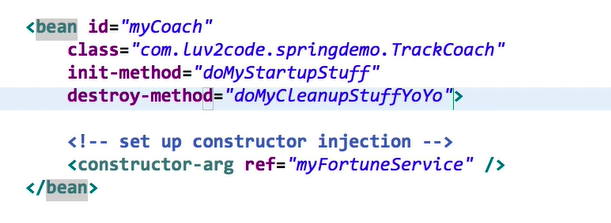 <bean id="myCoach"
class="com.luv2code.springdemo.TrackCoach"
init-method="doMyStartupStuff"
destroy-method="doMyCleanupStuffYoYo">
<!-- set up constructor injection -->
<constructor-arg ref="myFortuneService" />
</bean>